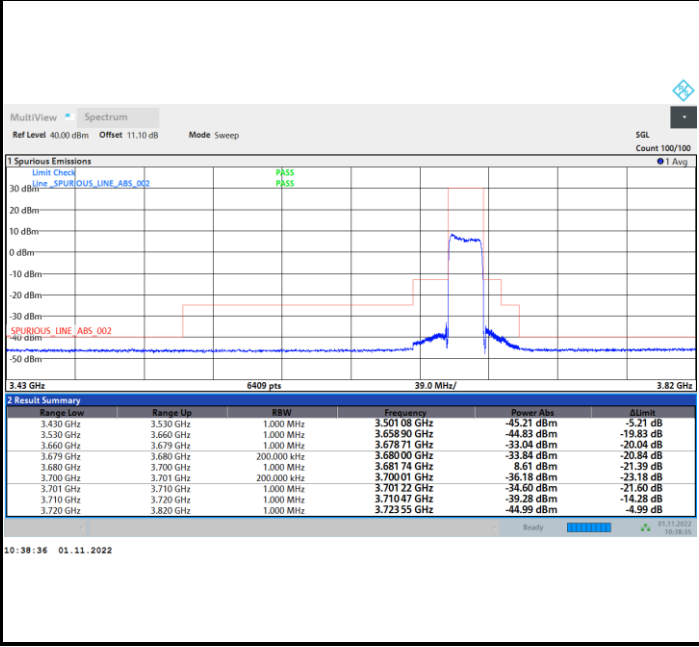 MultiView Spectrum
Ref Level 40.00 dBm Offset 11.10 dB Mode Sweep SGL
Count 100/100
1 Spurious Emissions 1 Avg
Limit Check PASS
Line _SPURIOUS_LINE_ABS_002 PASS
30 dBm
20 dBm
10 dBm
0 dBm
-10 dBm
-20 dBm
-30 dBm
_SPURIOUS_LINE_ABS_002
-40 dBm
-50 dBm
3.43 GHz 6409 pts 39.0 MHz/ 3.82 GHz
2 Result Summary
Range Low Range Up RBW Frequency Power Abs ΔLimit
3.430 GHz 3.530 GHz 1.000 MHz 3.501 08 GHz -45.21 dBm -5.21 dB
3.530 GHz 3.660 GHz 1.000 MHz 3.658 90 GHz -44.83 dBm -19.83 dB
3.660 GHz 3.679 GHz 1.000 MHz 3.678 71 GHz -33.04 dBm -20.04 dB
3.679 GHz 3.680 GHz 200.000 kHz 3.680 00 GHz -33.84 dBm -20.84 dB
3.680 GHz 3.700 GHz 1.000 MHz 3.681 74 GHz 8.61 dBm -21.39 dB
3.700 GHz 3.701 GHz 200.000 kHz 3.700 01 GHz -36.18 dBm -23.18 dB
3.701 GHz 3.710 GHz 1.000 MHz 3.701 22 GHz -34.60 dBm -21.60 dB
3.710 GHz 3.720 GHz 1.000 MHz 3.710 47 GHz -39.28 dBm -14.28 dB
3.720 GHz 3.820 GHz 1.000 MHz 3.723 55 GHz -44.99 dBm -4.99 dB
Ready 01.11.2022
10:38:35
10:38:36 01.11.2022